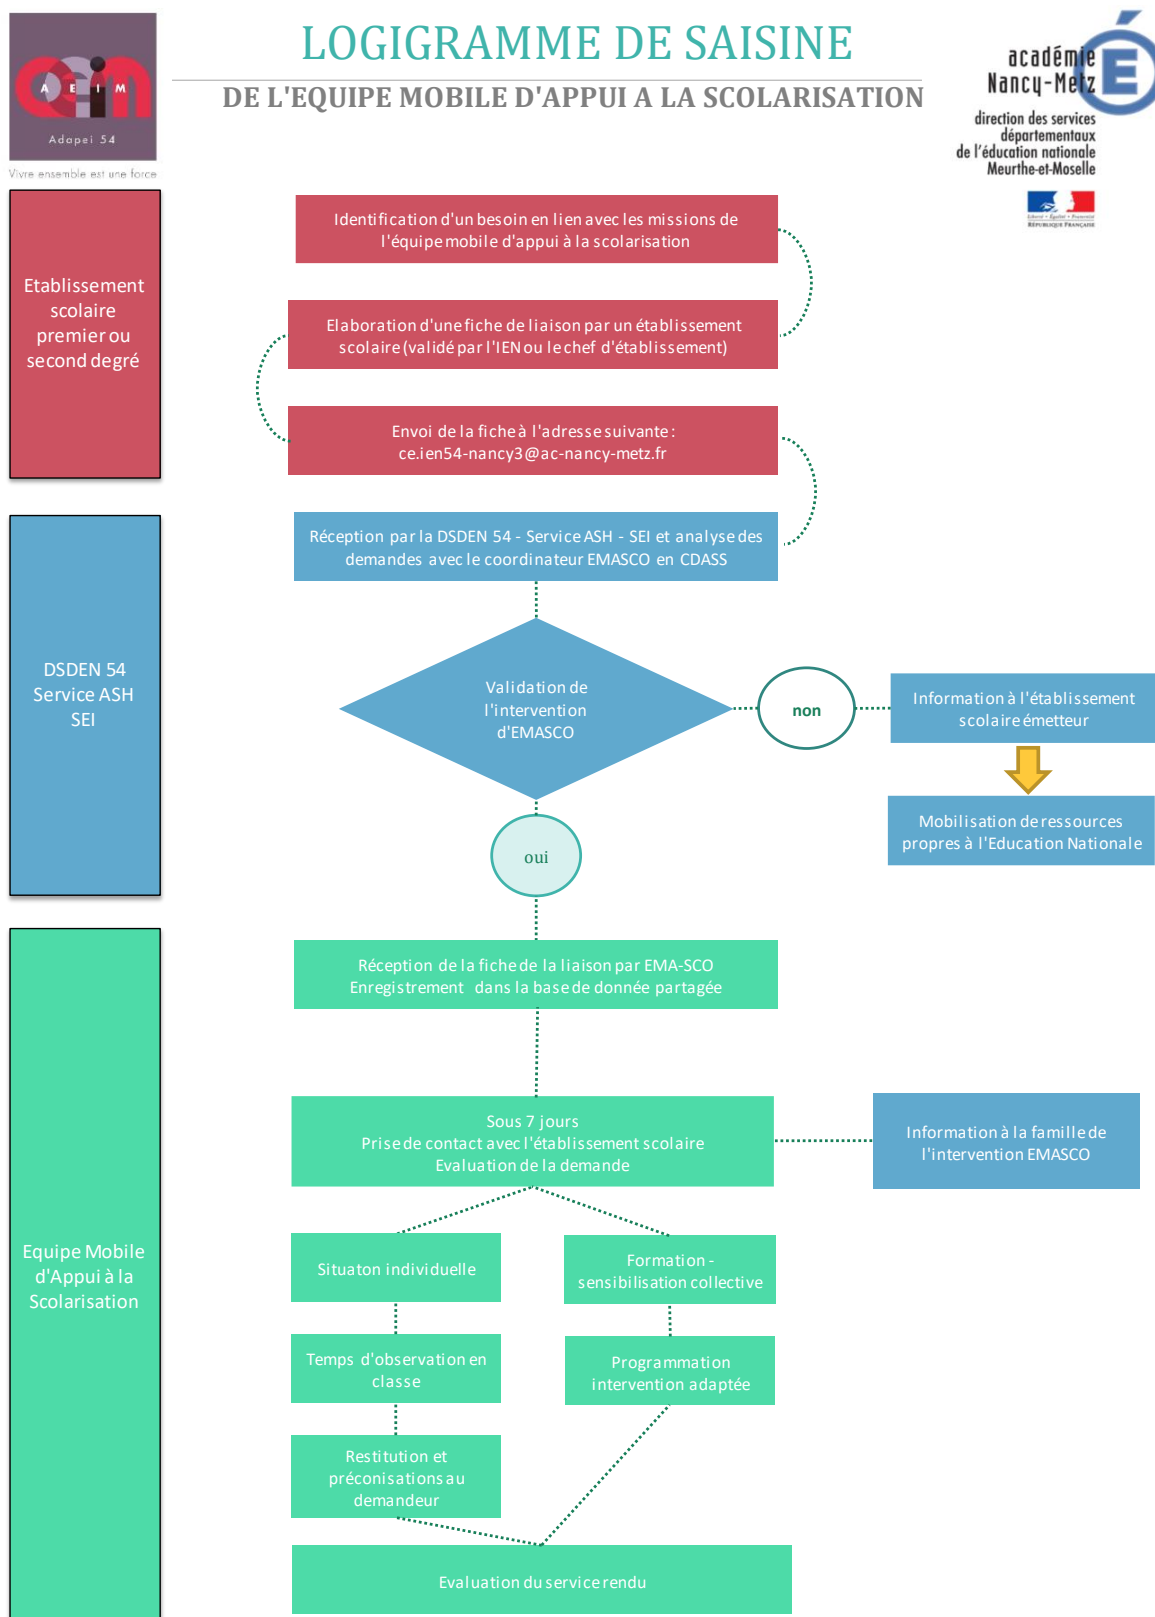 LOGIGRAMME DE SAISINE
DE L'EQUIPE MOBILE D'APPUI A LA SCOLARISATION
A E I M
Adapei 54
Vivre ensemble est une force
académie
Nancy-Metz
É
direction des services
départementaux
de l'éducation nationale
Meurthe-et-Moselle
Liberté • Égalité • Fraternité
RÉPUBLIQUE FRANÇAISE
Etablissement
scolaire
premier ou
second degré
Identification d'un besoin en lien avec les missions de
l'équipe mobile d'appui à la scolarisation
Elaboration d'une fiche de liaison par un établissement
scolaire (validé par l'IEN ou le chef d'établissement)
Envoi de la fiche à l'adresse suivante :
ce.ien54-nancy3@ac-nancy-metz.fr
DSDEN 54
Service ASH
SEI
Réception par la DSDEN 54 - Service ASH - SEI et analyse des
demandes avec le coordinateur EMASCO en CDASS
Validation de
l'intervention
d'EMASCO
non
Information à l'établissement
scolaire émetteur
Mobilisation de ressources
propres à l'Education Nationale
oui
Equipe Mobile
d'Appui à la
Scolarisation
Réception de la fiche de la liaison par EMA-SCO
Enregistrement dans la base de donnée partagée
Sous 7 jours
Prise de contact avec l'établissement scolaire
Evaluation de la demande
Information à la famille de
l'intervention EMASCO
Situaton individuelle
Formation -
sensibilisation collective
Temps d'observation en
classe
Programmation
intervention adaptée
Restitution et
préconisations au
demandeur
Evaluation du service rendu